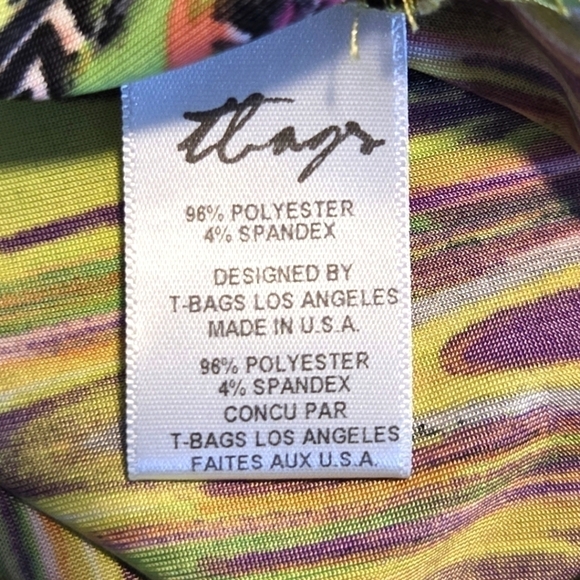 tbags
96% POLYESTER
4% SPANDEX
DESIGNED BY
T-BAGS LOS ANGELES
MADE IN U.S.A.
96% POLYESTER
4% SPANDEX
CONCU PAR
T-BAGS LOS ANGELES
FAITES AUX U.S.A.